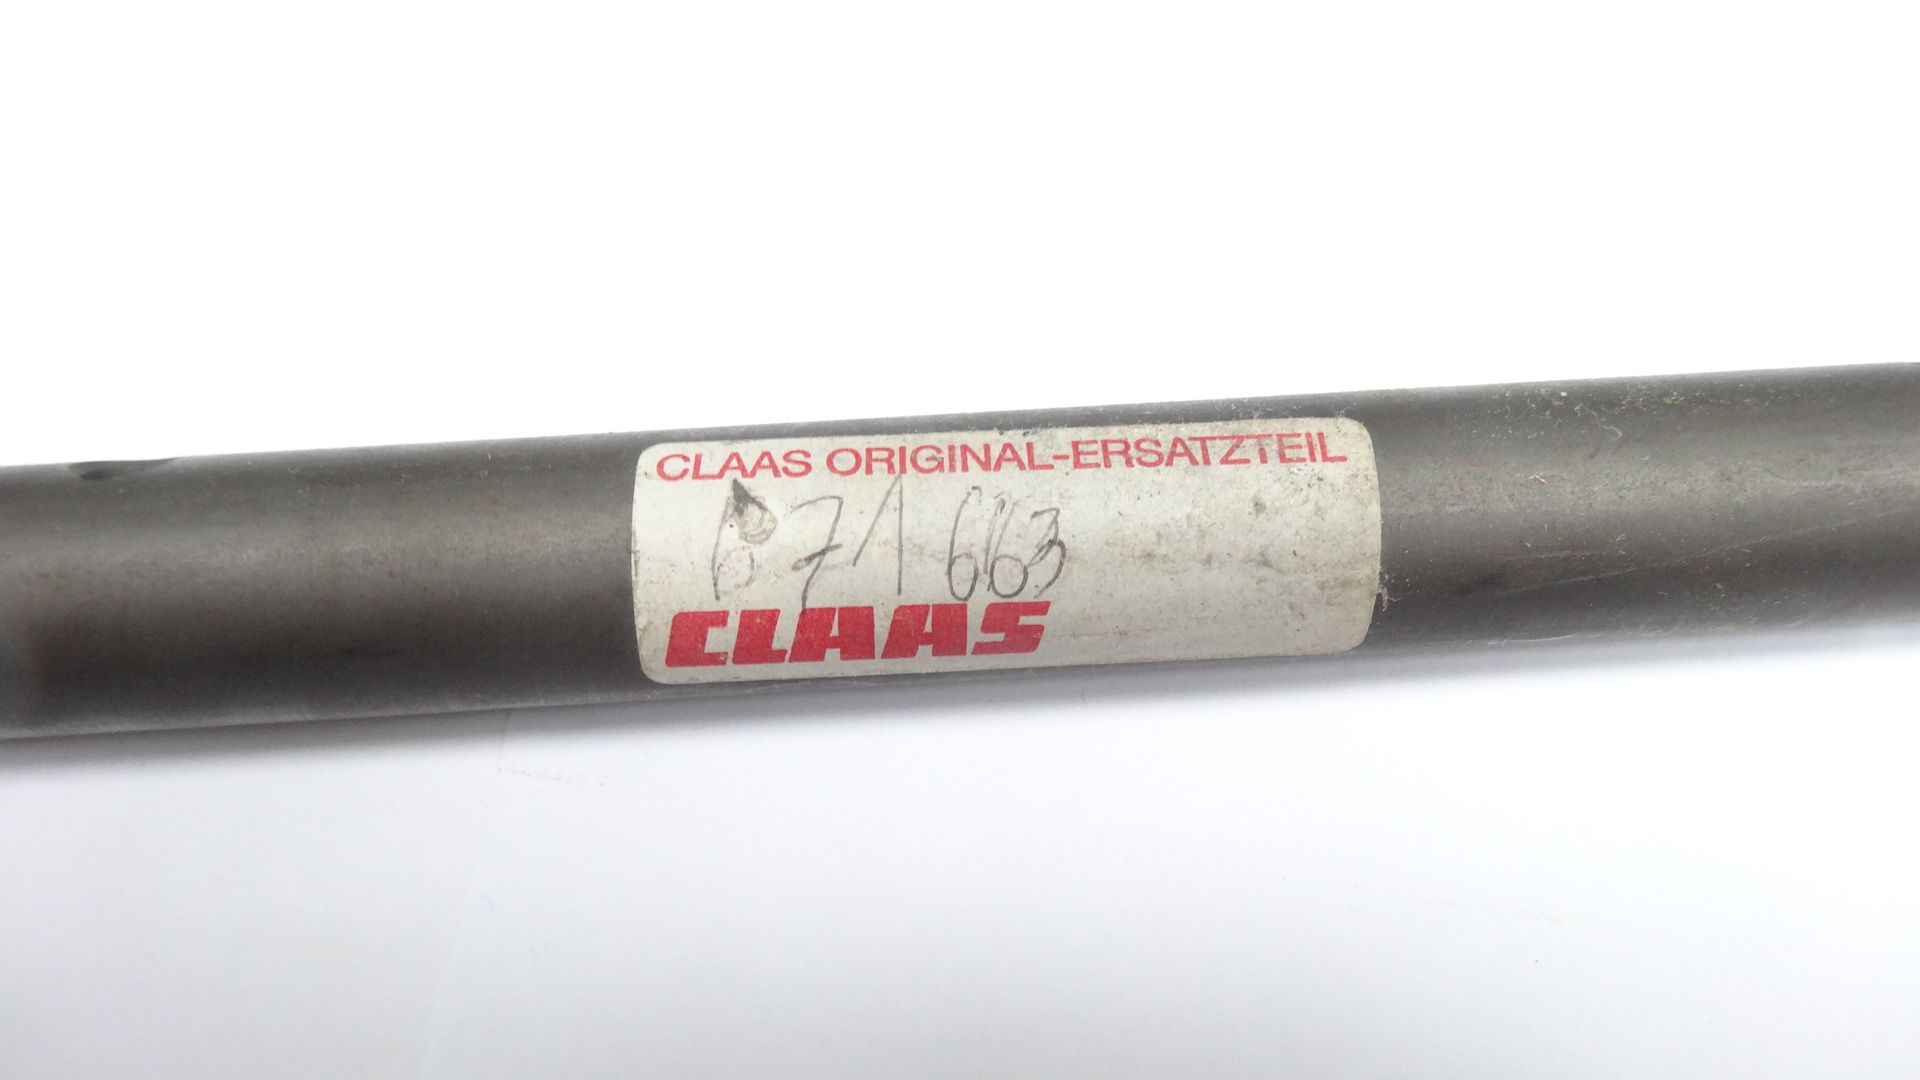 CLAAS ORIGINAL-ERSATZTEIL
671 663
CLAAS